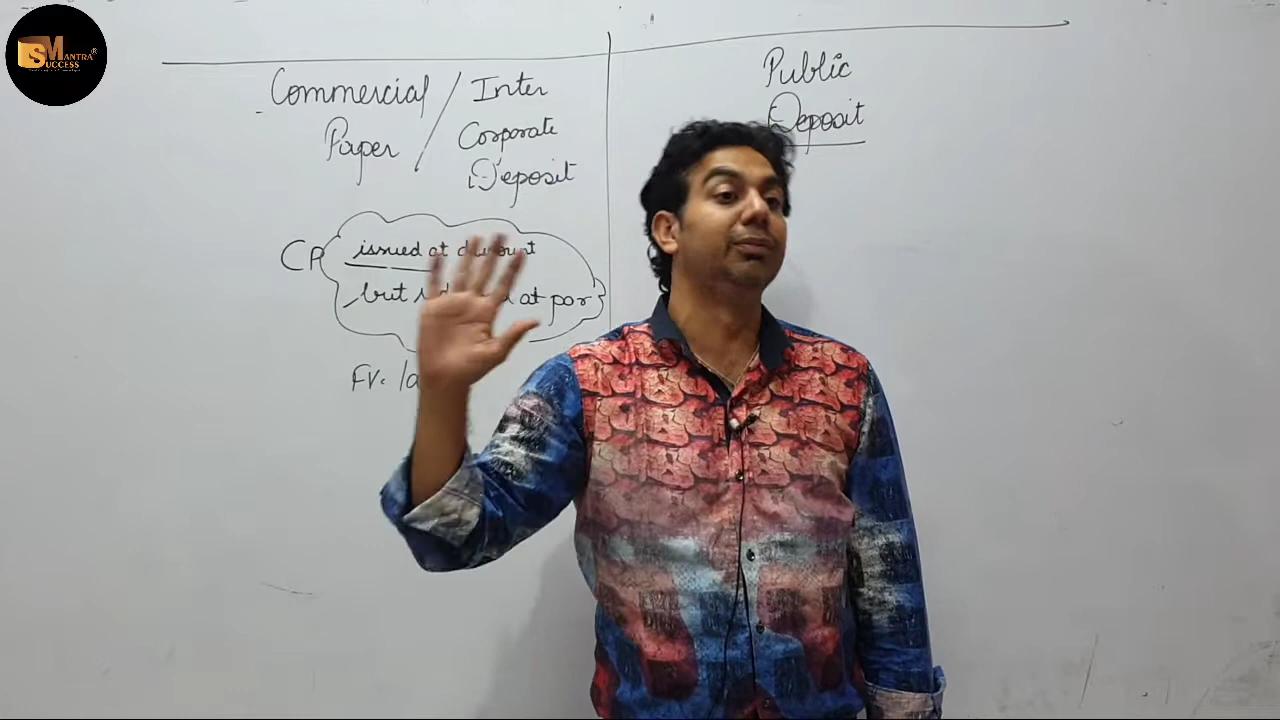 MANTRA®
SUCCESS
Commercial / Inter
Paper Corporate
Deposit
Public
Deposit
CP issued at
but at par
FV=